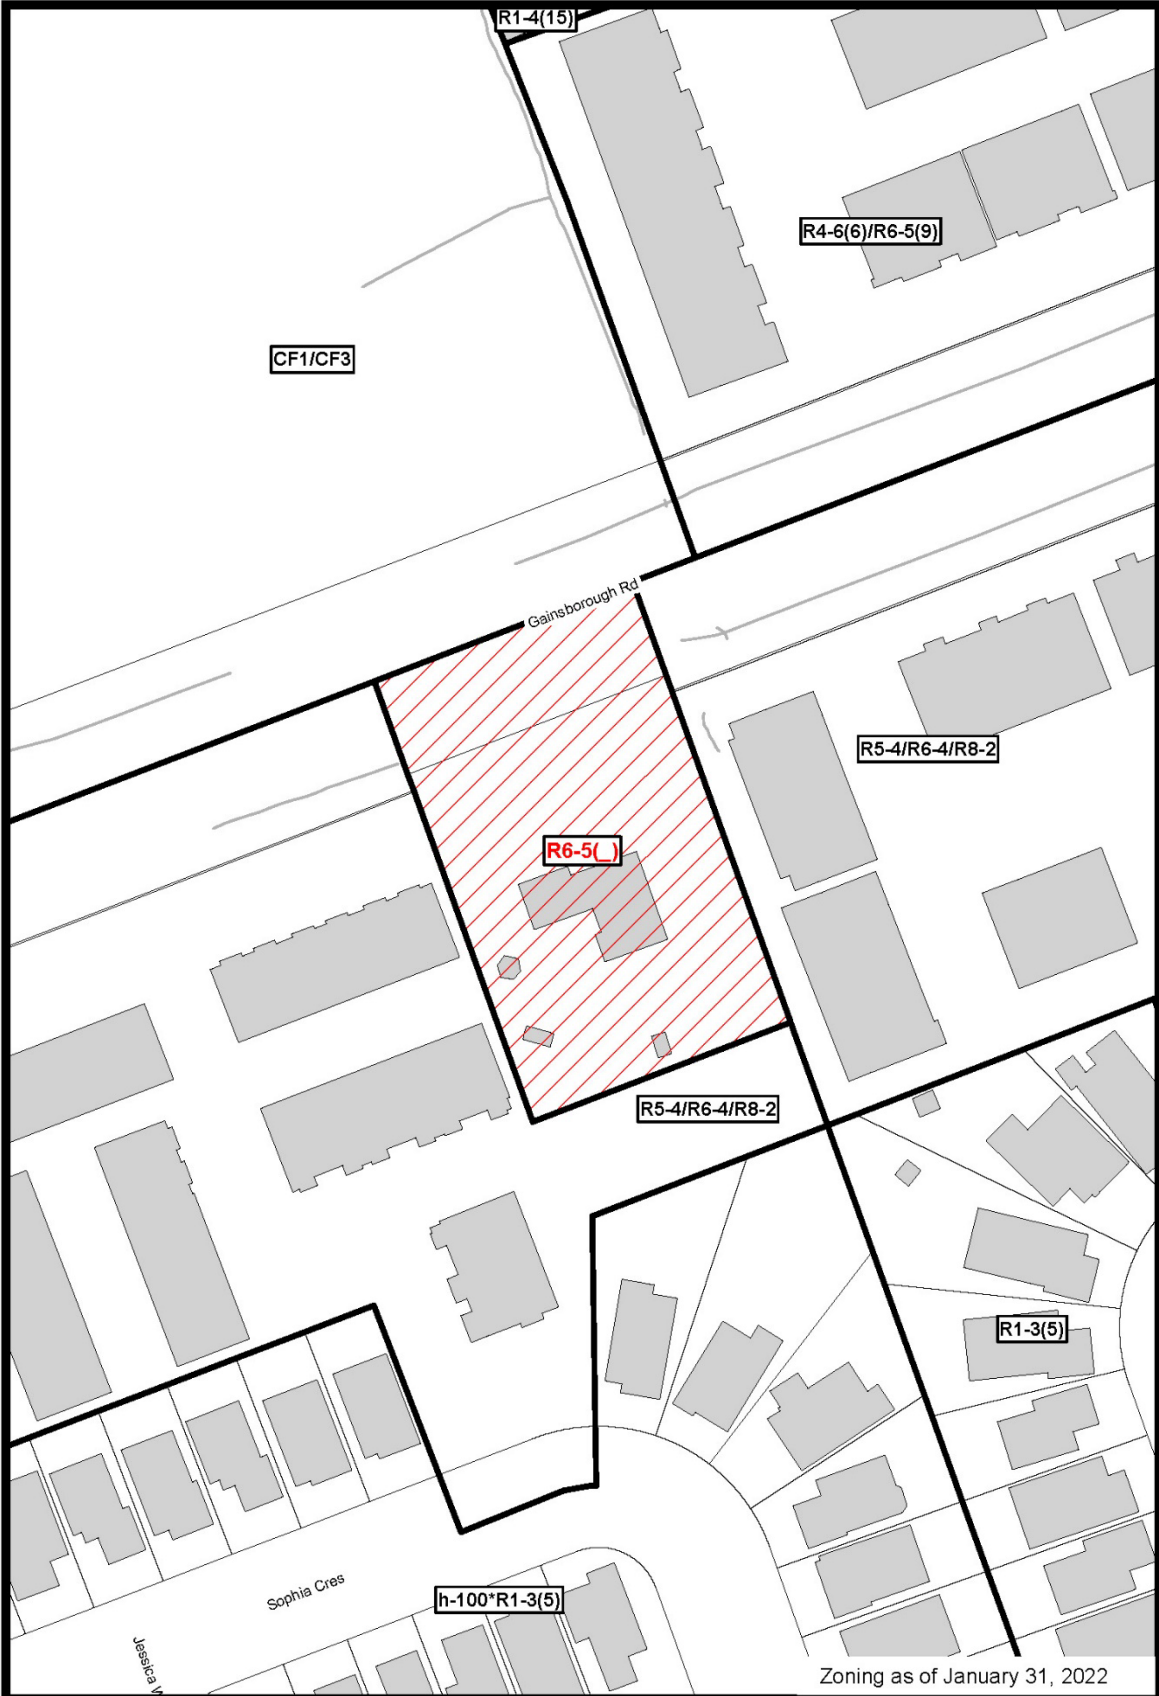 R1-4(15)
R4-6(6)/R6-5(9)
CF1/CF3
Gainsborough Rd
R5-4/R6-4/R8-2
R6-5(_)
R5-4/R6-4/R8-2
R1-3(5)
Sophia Cres
h-100*R1-3(5)
Jessica
Zoning as of January 31, 2022